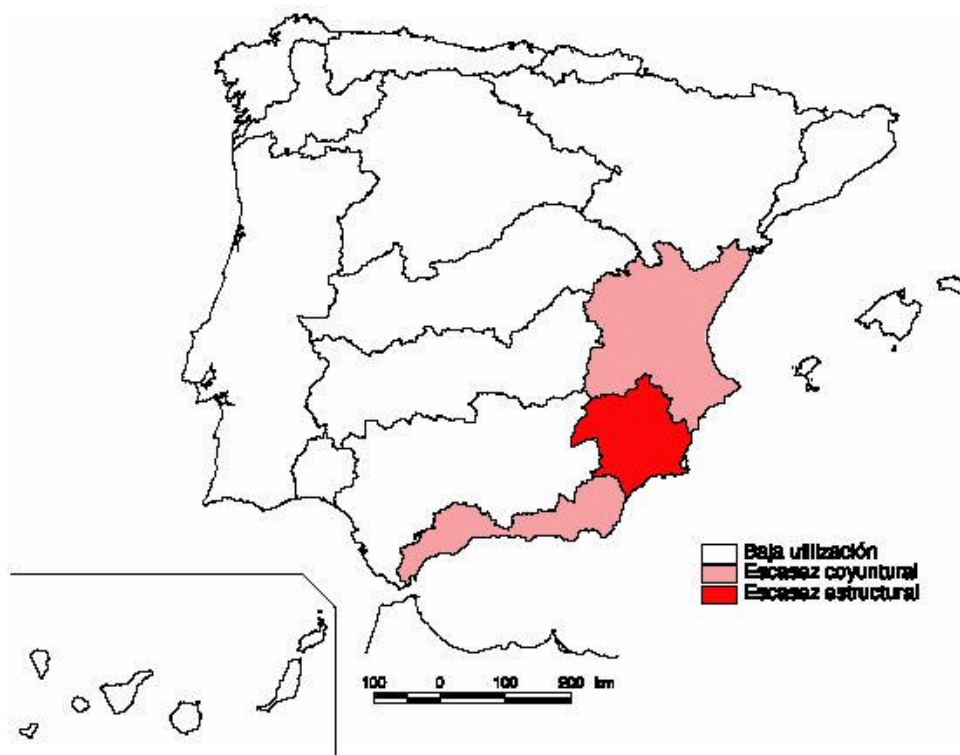 Baja utilización
Escasez coyuntural
Escasez estructural
100 0 100 200 km